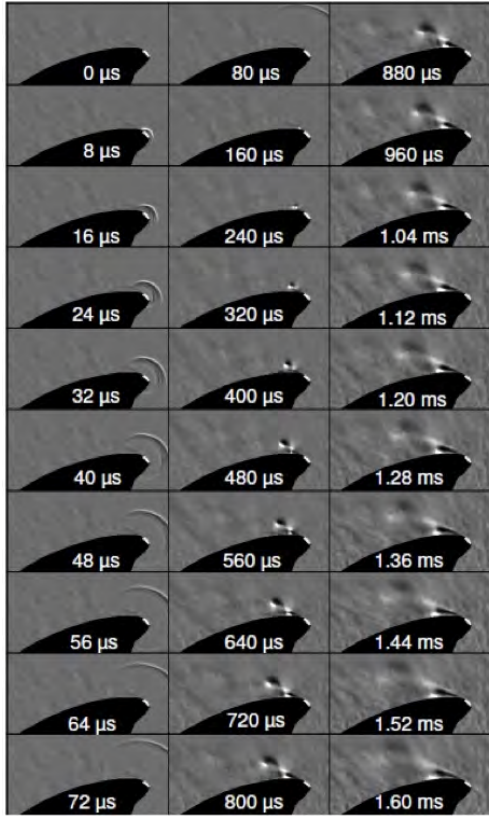 0 µs
80 µs
880 µs
8 µs
160 µs
960 µs
16 µs
240 µs
1.04 ms
24 µs
320 µs
1.12 ms
32 µs
400 µs
1.20 ms
40 µs
480 µs
1.28 ms
48 µs
560 µs
1.36 ms
56 µs
640 µs
1.44 ms
64 µs
720 µs
1.52 ms
72 µs
800 µs
1.60 ms